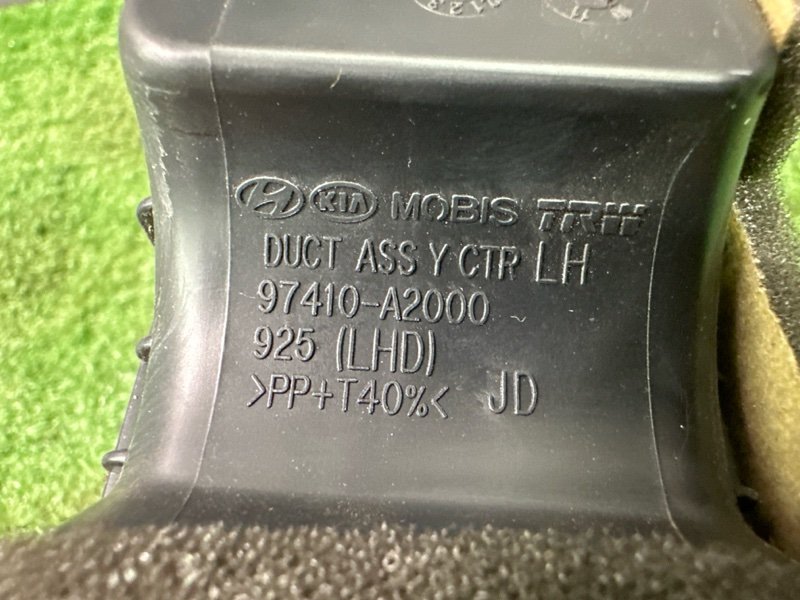 KIA MOBIS TRW
DUCT ASS Y CTR LH
97410-A2000
925 (LHD)
>PP+T40%< JD